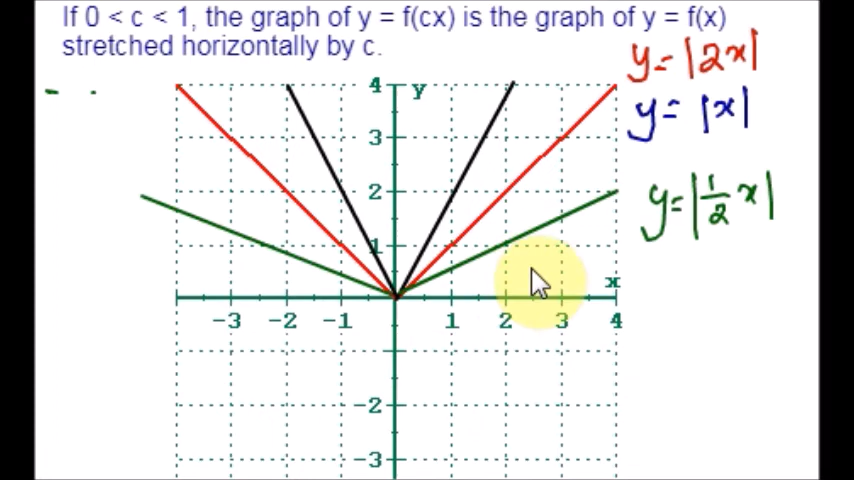 If 0 < c < 1, the graph of y = f(cx) is the graph of y = f(x)
stretched horizontally by c.
y = |2x|
y = |x|
y = |1/2 x|
4 y
3
2
1
x
-3 -2 -1 1 2 3 4
-2
-3